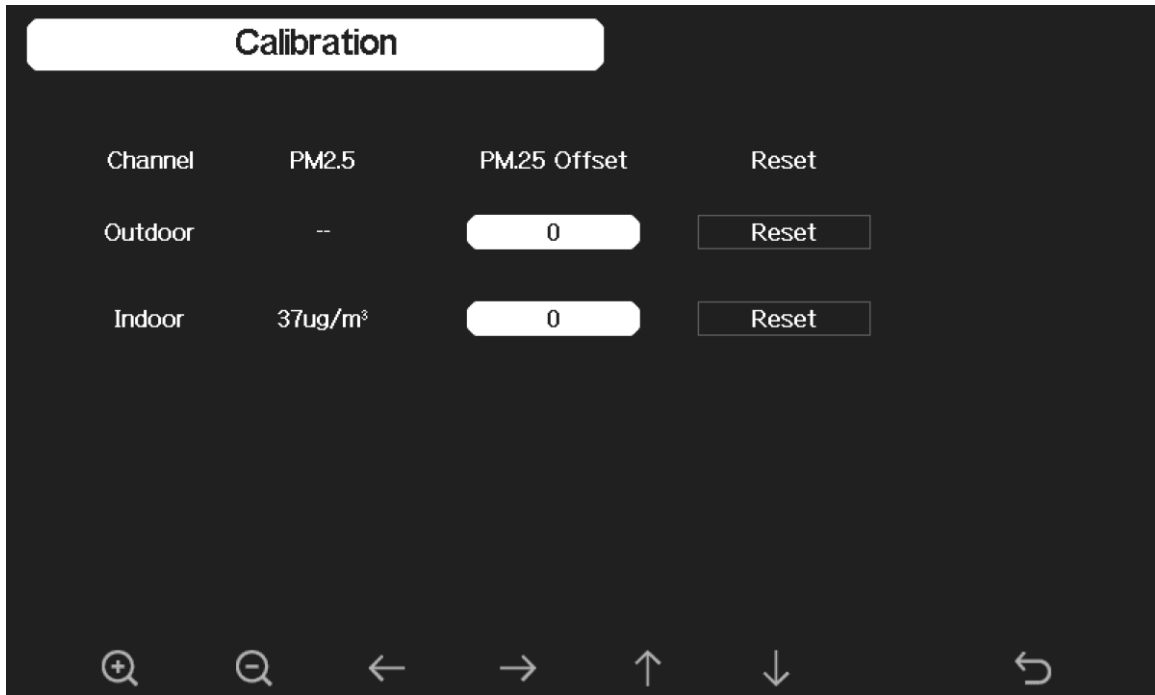 Calibration
Channel PM2.5 PM.25 Offset Reset
Outdoor -- 0 Reset
Indoor 37ug/m³ 0 Reset